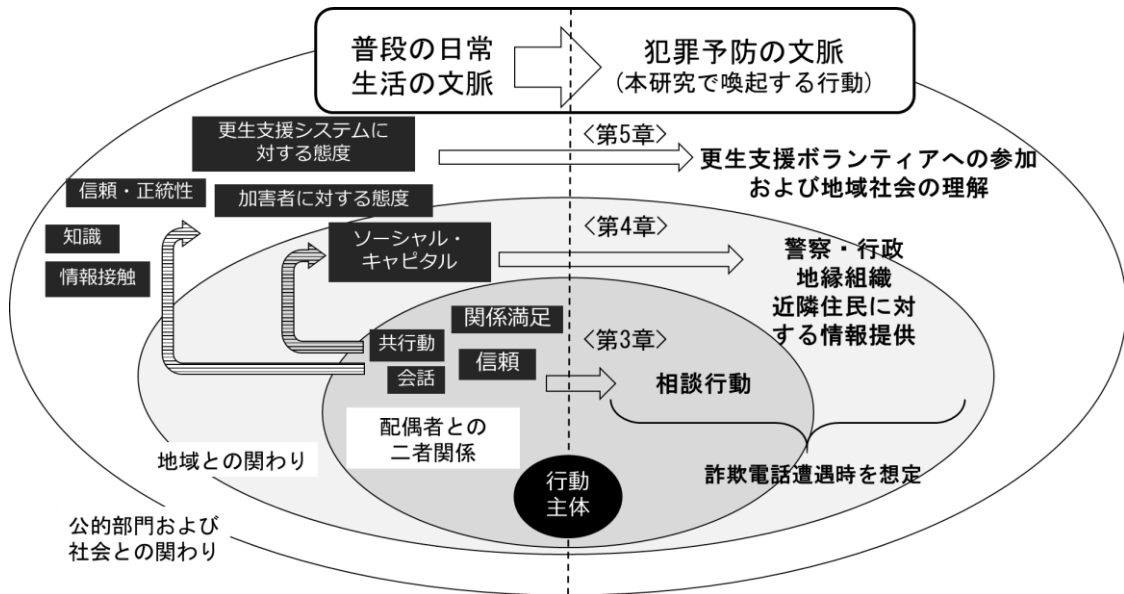 普段の日常
生活の文脈
犯罪予防の文脈
(本研究で喚起する行動)
更生支援システムに
対する態度
<第5章>
更生支援ボランティアへの参加
および地域社会の理解
信頼・正統性
加害者に対する態度
知識
情報接触
ソーシャル・
キャピタル
<第4章>
警察・行政
地縁組織
近隣住民に対
する情報提供
関係満足
共行動
信頼
会話
<第3章>
相談行動
配偶者との
二者関係
地域との関わり
詐欺電話遭遇時を想定
行動
主体
公的部門および
社会との関わり